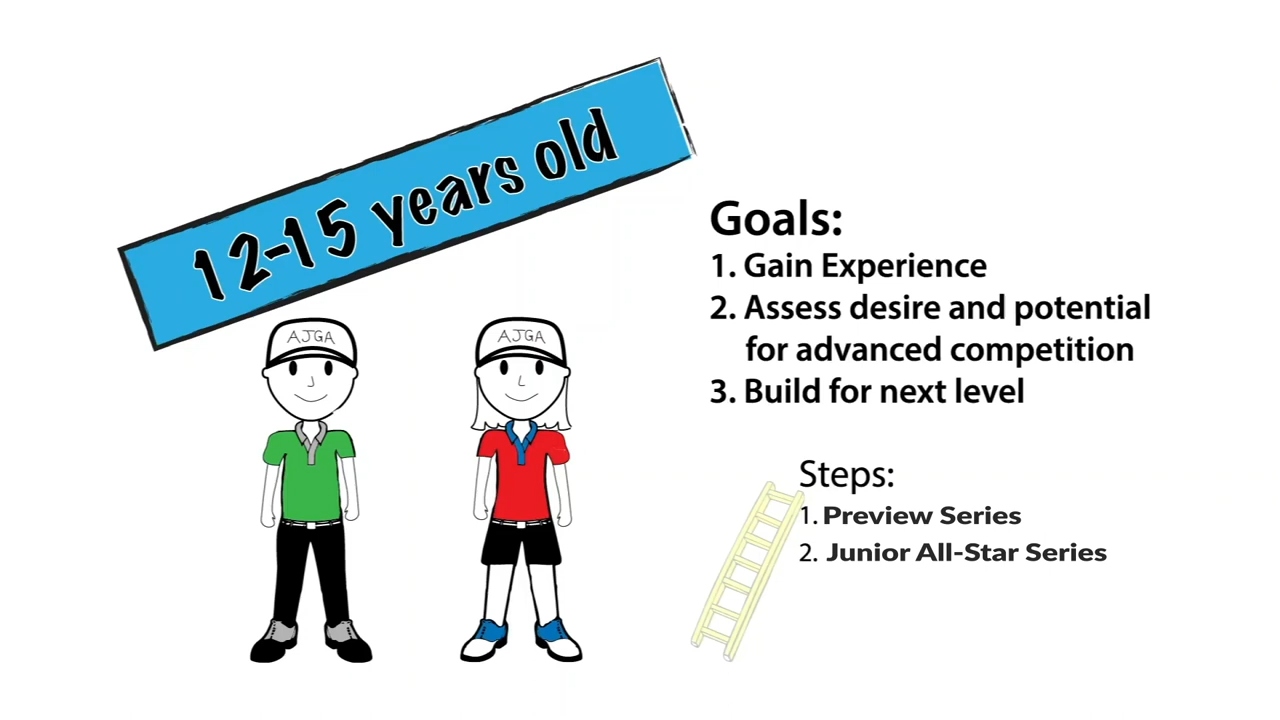 12-15 years old
Goals:
1. Gain Experience
2. Assess desire and potential
for advanced competition
3. Build for next level
AJGA
AJGA
Steps:
1. Preview Series
2. Junior All-Star Series